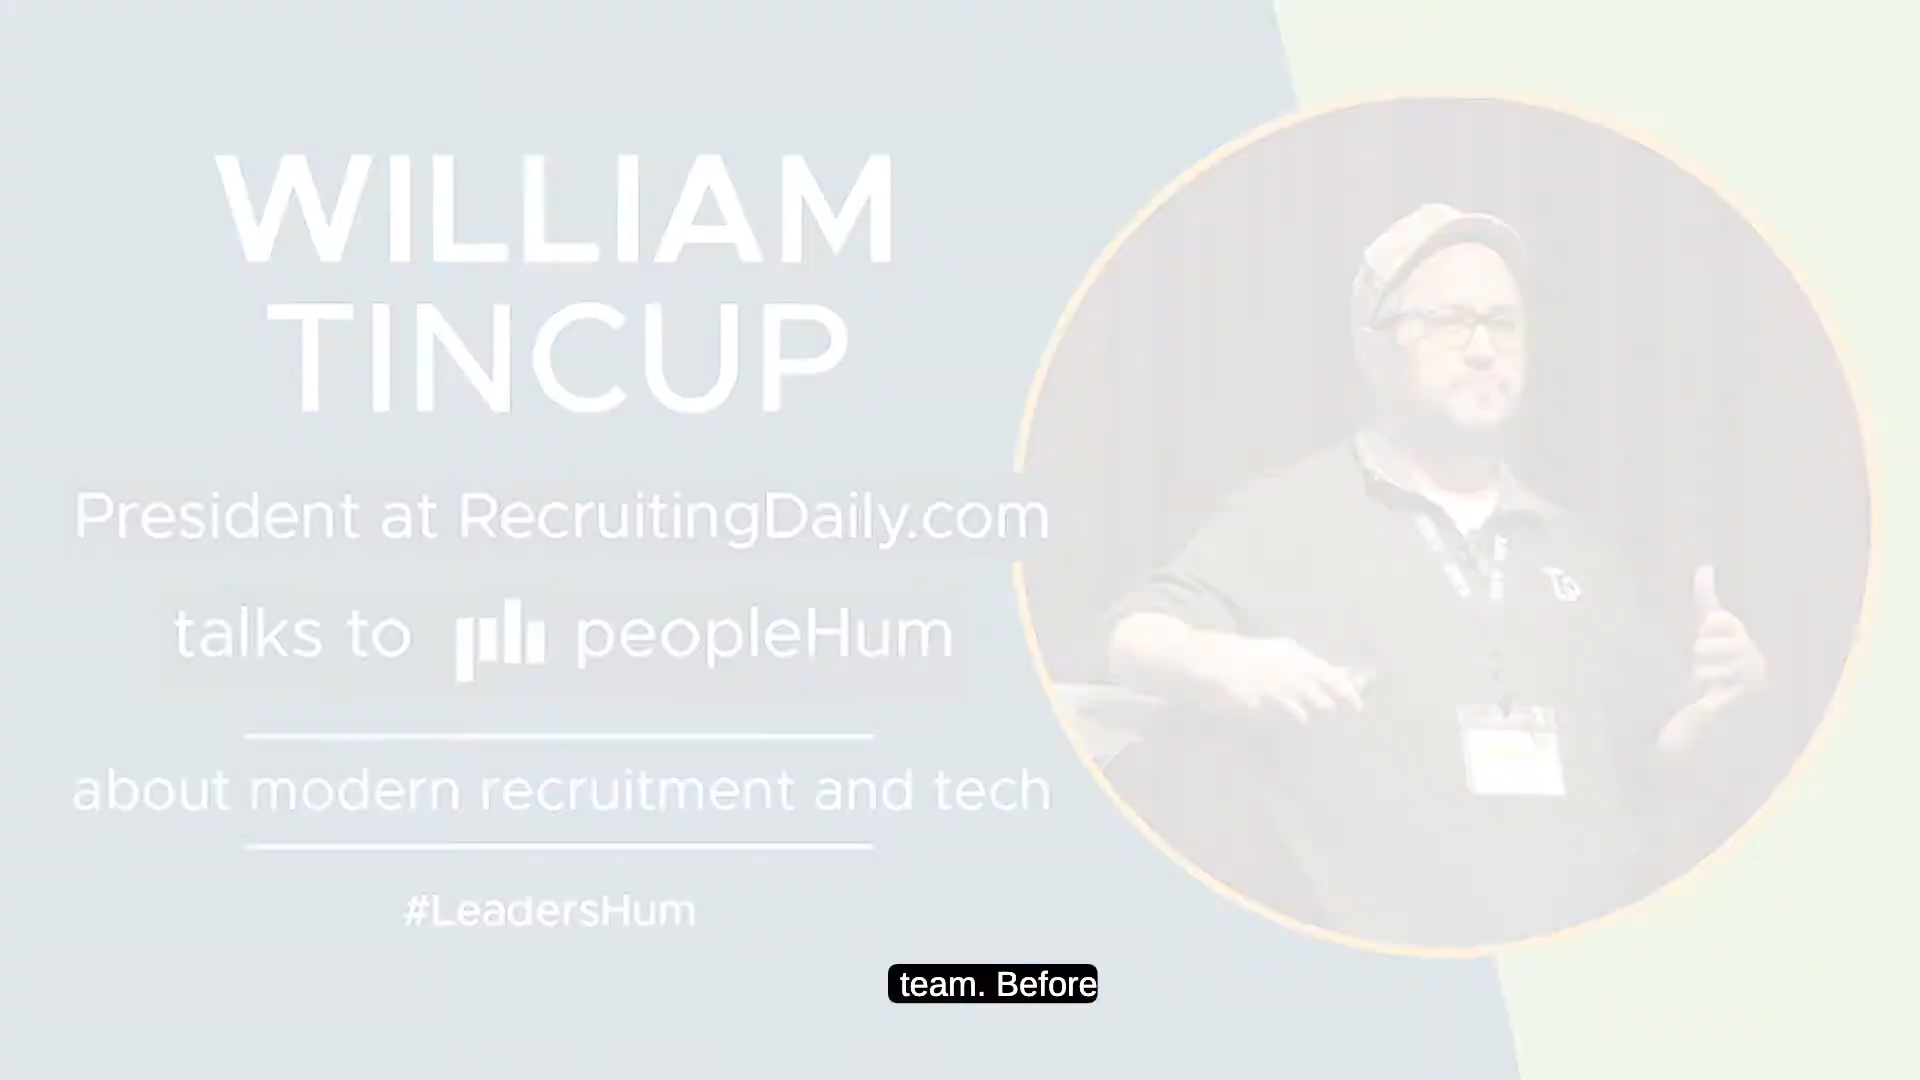 WILLIAM
TINCUP
President at RecruitingDaily.com
talks to peopleHum
about modern recruitment and tech
#LeadersHum
team. Before